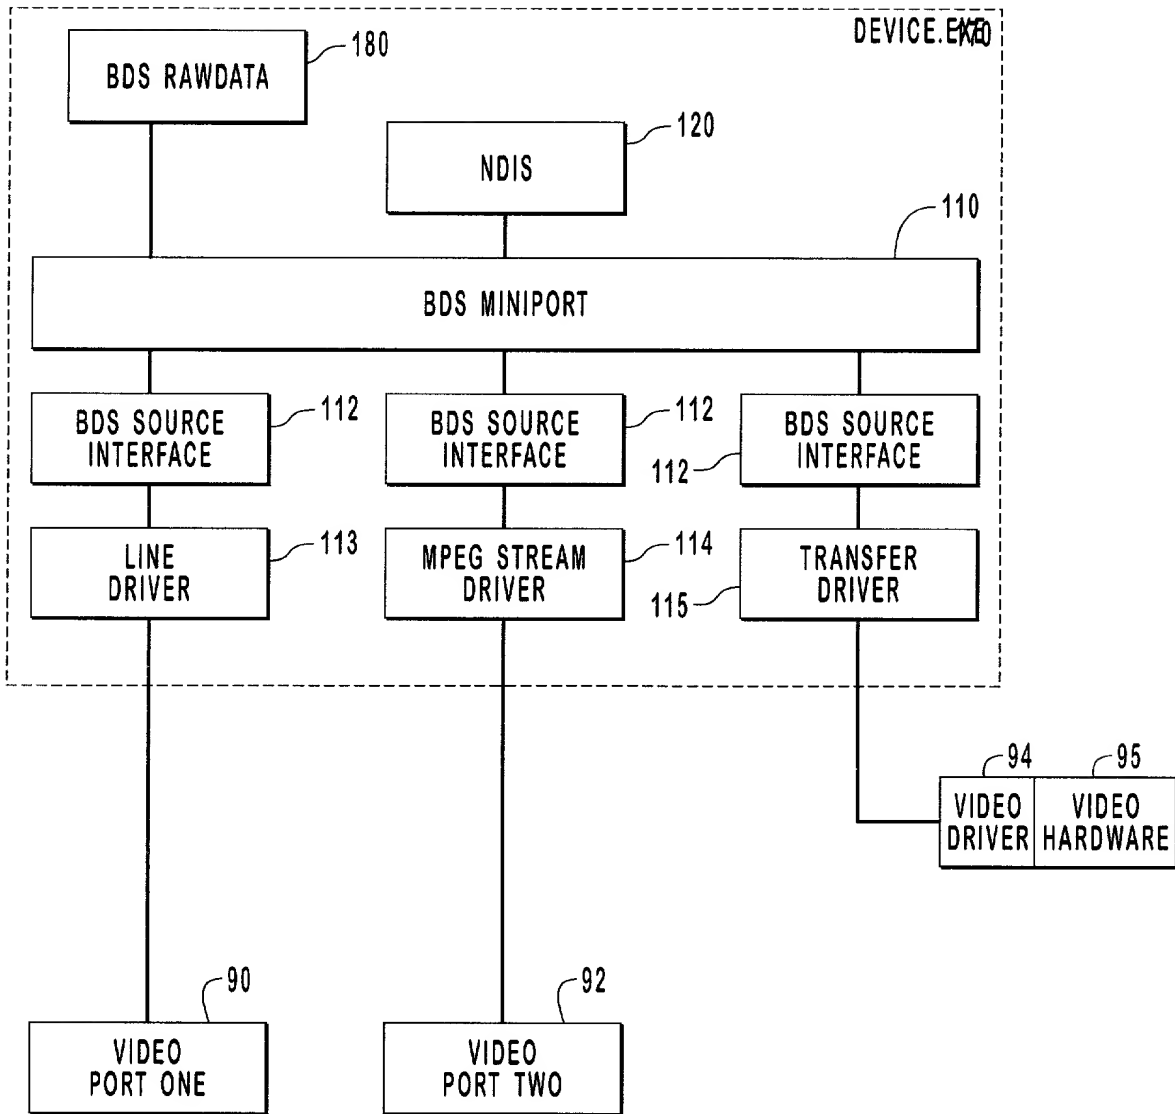 DEVICE.EXE
170
180
BDS RAWDATA
120
NDIS
110
BDS MINIPORT
BDS SOURCE
INTERFACE
112
BDS SOURCE
INTERFACE
112
BDS SOURCE
INTERFACE
112
LINE
DRIVER
113
MPEG STREAM
DRIVER
114
TRANSFER
DRIVER
115
94
95
VIDEO
DRIVER
VIDEO
HARDWARE
90
92
VIDEO
PORT ONE
VIDEO
PORT TWO